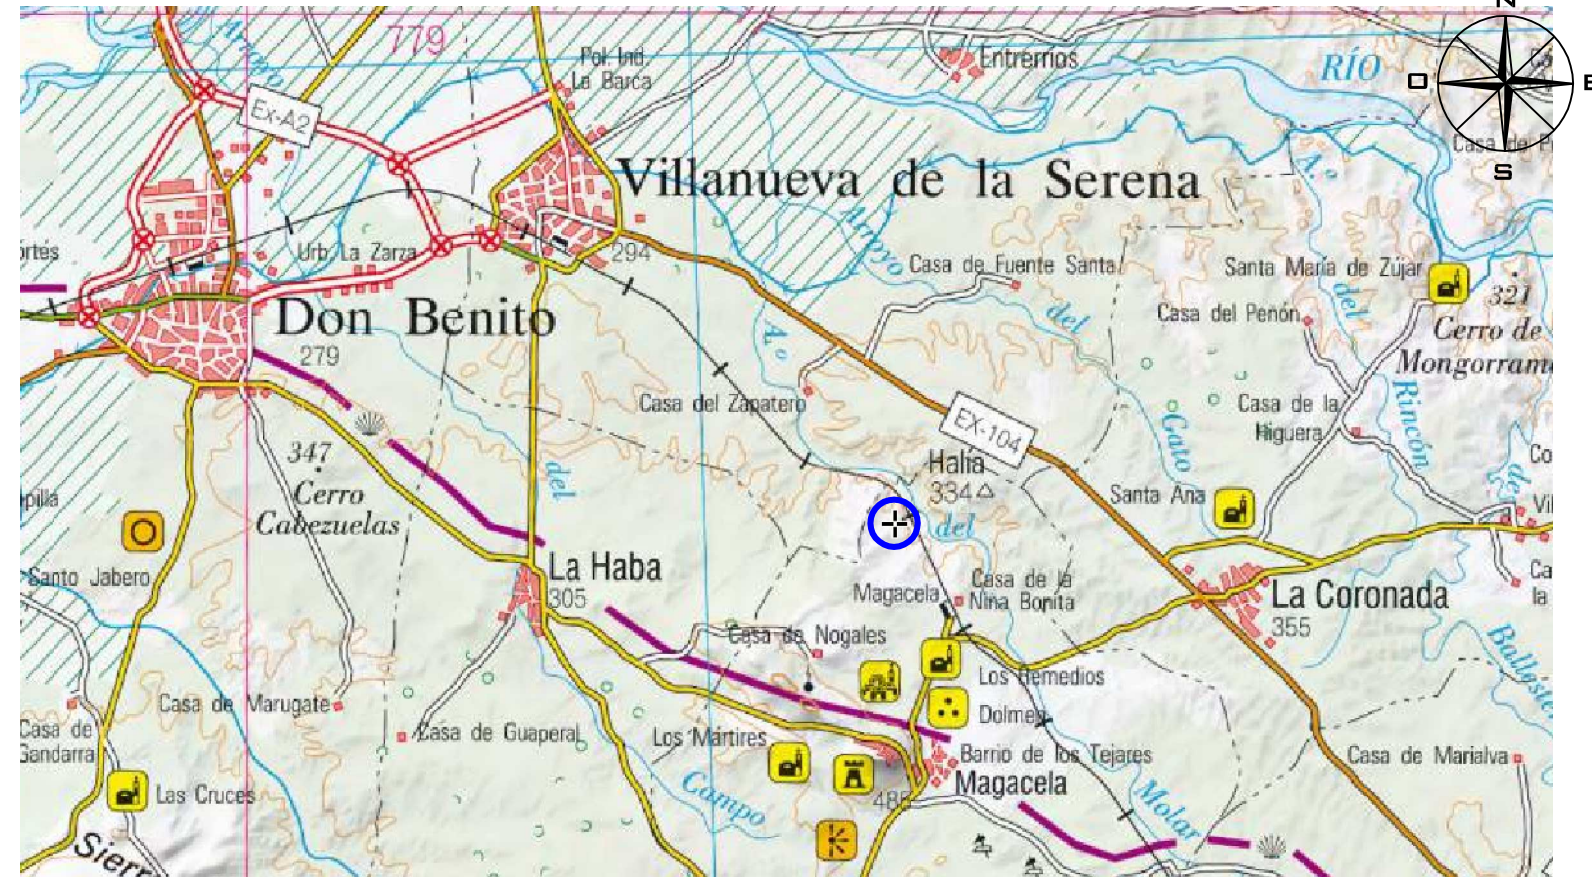 N
779
Arroyo
Pol. Ind.
La Barca
Entrerríos
RÍO
O
E
S
Ex-A2
Villanueva de la Serena
A.º
del
Rincón
Urb. La Zarza
294
Arroyo
del
Gato
Casa de Fuente Santa
Santa María de Zújar
321
Cerro de
Casa del Peñón
Don Benito
279
A.º
del
Casa del Zapatero
EX-104
Casa de la
Higuera
347
Cerro
Cabezuelas
del
Halía
334
Santa Ana
Santo Jabero
La Haba
305
Magacela
Casa de la
Nina Bonita
La Coronada
355
Casa de Nogales
Los Remedios
Casa de Marugate
Dolmen
Casa de
Gandarra
Casa de Guaperal
Los Mártires
Barrio de los Tejares
Casa de Marialva
Las Cruces
Campo
Magacela
Molar